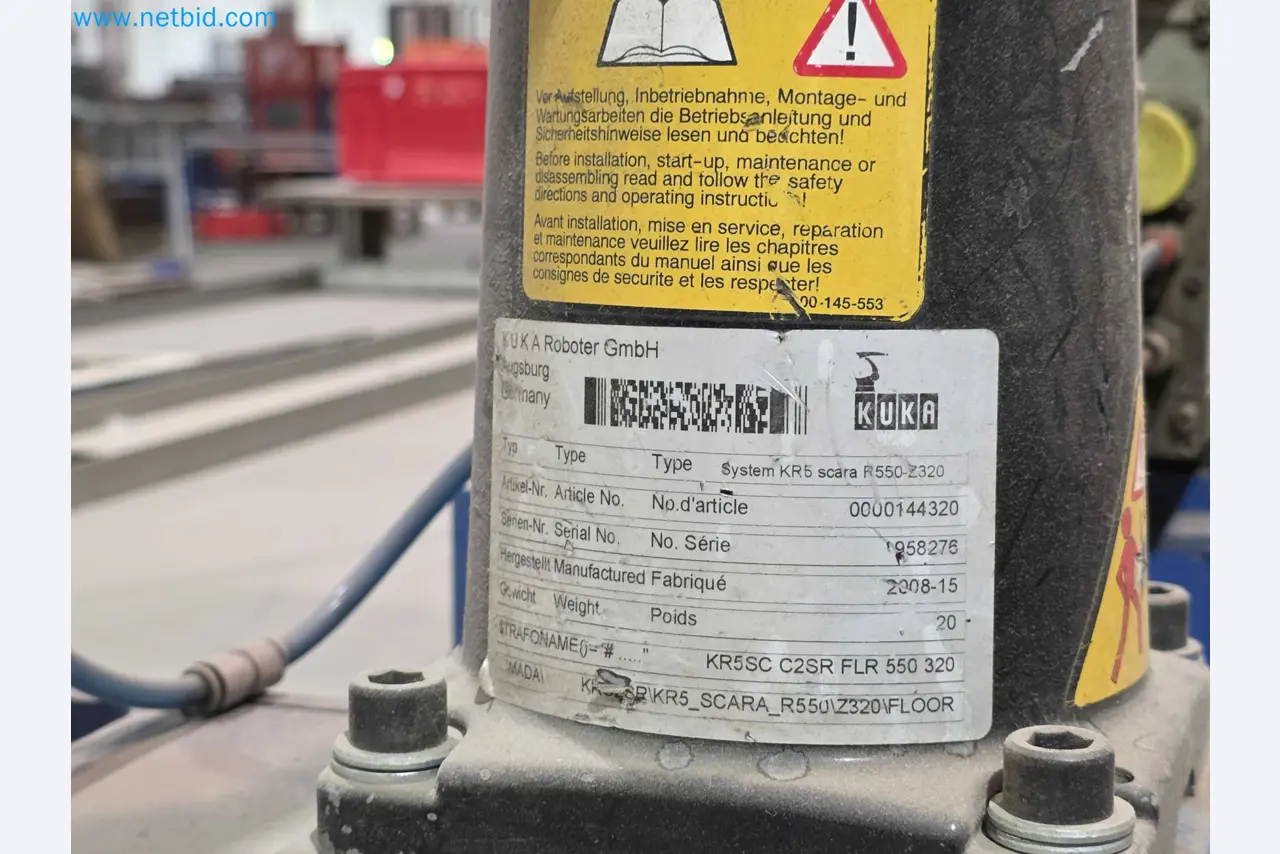 www.netbid.com
Vor Aufstellung, Inbetriebnahme, Montage- und
Wartungsarbeiten die Betriebsanleitung und
Sicherheitshinweise lesen und beachten!
Before installation, start-up, maintenance or
disassembling read and follow the safety
directions and operating instructions!
Avant installation, mise en service, reparation
et maintenance veuillez lire les chapitres
correspondants du manuel ainsi que les
consignes de securite et les respecter!
00-145-553
KUKA Roboter GmbH
Augsburg
Germany
KUKA
Typ Type Type System KR5 scara R550-Z320
Artikel-Nr. Article No. No.d'article 0000144320
Serien-Nr. Serial No. No. Série 958276
Hergestellt Manufactured Fabriqué 2008-15
Gewicht Weight Poids 20
$TRAFONAME()="#....." KR5SC C2SR FLR 550 320
MADA\ \KR5_SCARA_R550\Z320\FLOOR